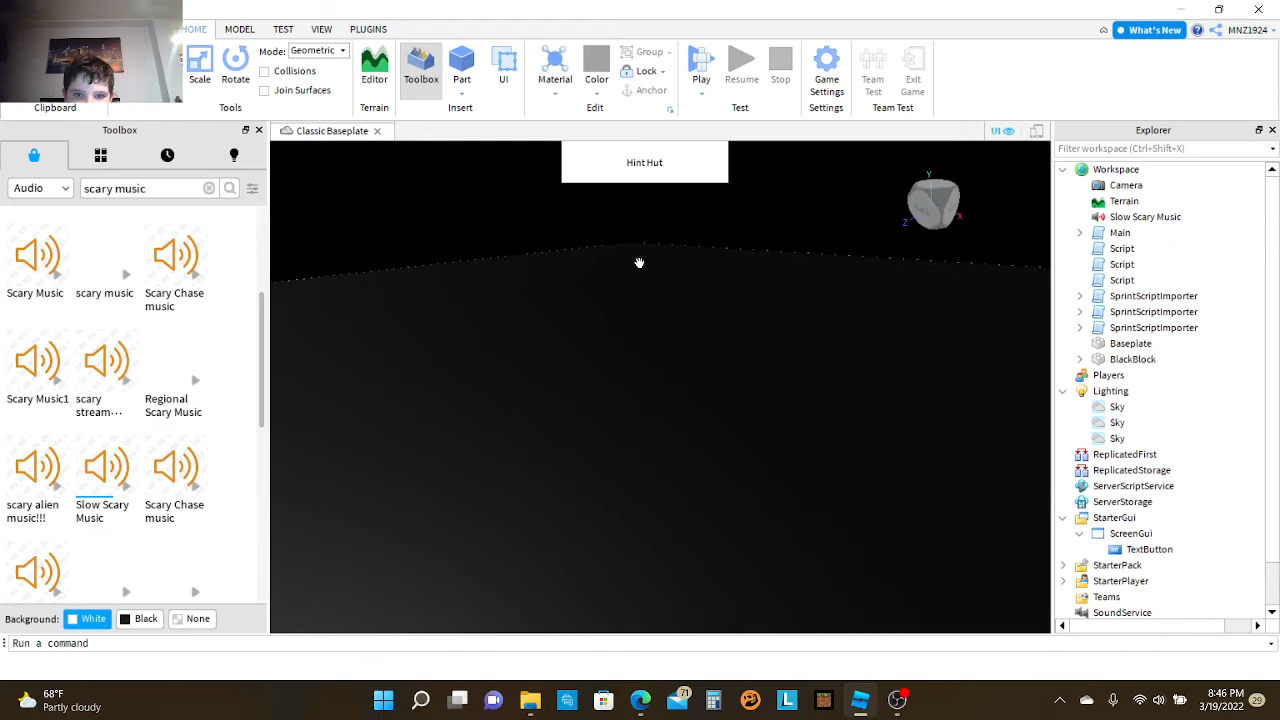 HOME MODEL TEST VIEW PLUGINS
What's New
MNZ1924
Scale
Rotate
Mode: Geometric
Collisions
Join Surfaces
Editor
Toolbox
Part
UI
Material
Color
Group
Lock
Anchor
Play
Resume
Stop
Game
Settings
Team
Test
Exit
Game
Clipboard
Tools
Terrain
Insert
Edit
Test
Settings
Team Test
Toolbox
Classic Baseplate
UI
Explorer
Audio
scary music
Scary Music
scary music
Scary Chase
music
Scary Music1
scary
stream...
Regional
Scary Music
scary alien
music!!!
Slow Scary
Music
Scary Chase
music
Background: White Black None
Hint Hut
Y
Z
X
Filter workspace (Ctrl+Shift+X)
Workspace
Camera
Terrain
Slow Scary Music
Main
Script
Script
Script
SprintScriptImporter
SprintScriptImporter
SprintScriptImporter
Baseplate
BlackBlock
Players
Lighting
Sky
Sky
Sky
ReplicatedFirst
ReplicatedStorage
ServerScriptService
ServerStorage
StarterGui
ScreenGui
TextButton
StarterPack
StarterPlayer
Teams
SoundService
Run a command
68°F
Partly cloudy
71
L
8:46 PM
3/19/2022
29